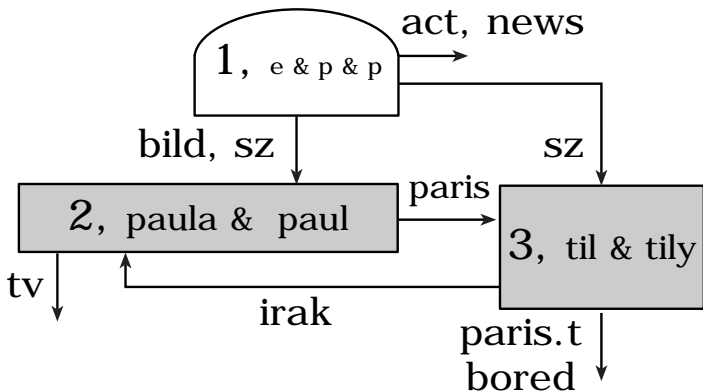 act, news
1, e & p & p
bild, sz
sz
paris
2, paula & paul
3, til & tily
tv
irak
paris.t
bored